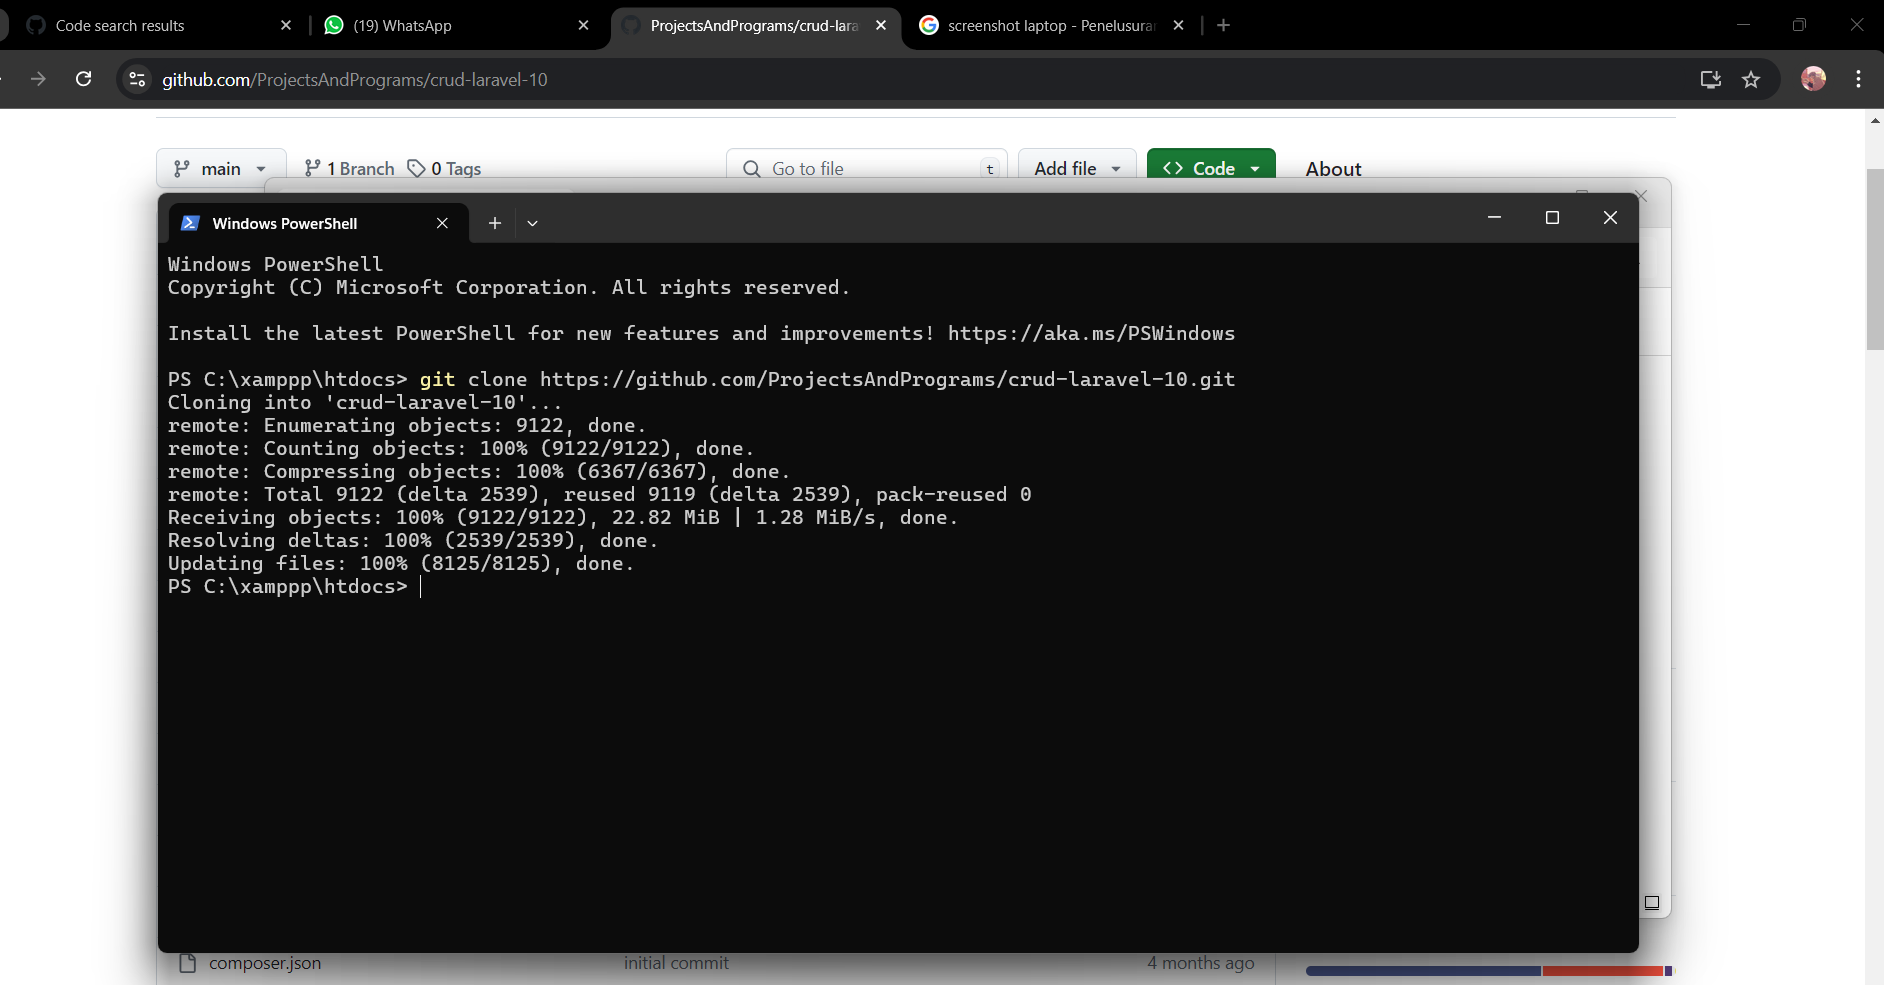 Code search results
(19) WhatsApp
ProjectsAndPrograms/crud-lara
screenshot laptop - Penelusuran
github.com/ProjectsAndPrograms/crud-laravel-10
main
1 Branch
0 Tags
Go to file
t
Add file
Code
About
Windows PowerShell
Windows PowerShell
Copyright (C) Microsoft Corporation. All rights reserved.
Install the latest PowerShell for new features and improvements! https://aka.ms/PSWindows
PS C:\xamppp\htdocs> git clone https://github.com/ProjectsAndPrograms/crud-laravel-10.git
Cloning into 'crud-laravel-10'...
remote: Enumerating objects: 9122, done.
remote: Counting objects: 100% (9122/9122), done.
remote: Compressing objects: 100% (6367/6367), done.
remote: Total 9122 (delta 2539), reused 9119 (delta 2539), pack-reused 0
Receiving objects: 100% (9122/9122), 22.82 MiB | 1.28 MiB/s, done.
Resolving deltas: 100% (2539/2539), done.
Updating files: 100% (8125/8125), done.
PS C:\xamppp\htdocs>
composer.json
initial commit
4 months ago